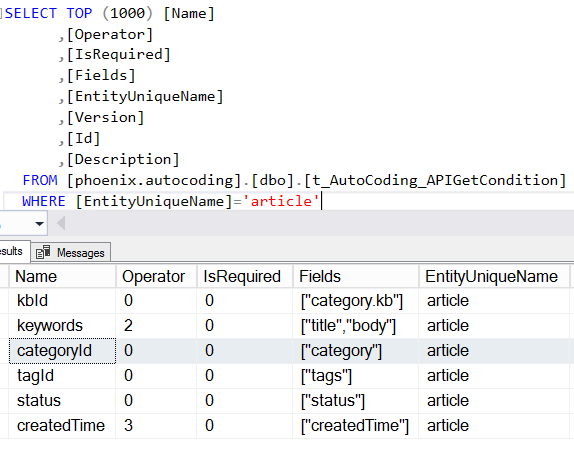 SELECT TOP (1000) [Name]
,[Operator]
,[IsRequired]
,[Fields]
,[EntityUniqueName]
,[Version]
,[Id]
,[Description]
FROM [phoenix.autocoding].[dbo].[t_AutoCoding_APIGetCondition]
WHERE [EntityUniqueName]='article'
Messages
Name Operator IsRequired Fields EntityUniqueName
kbId 0 0 ["category.kb"] article
keywords 2 0 ["title","body"] article
categoryId 0 0 ["category"] article
tagId 0 0 ["tags"] article
status 0 0 ["status"] article
createdTime 3 0 ["createdTime"] article